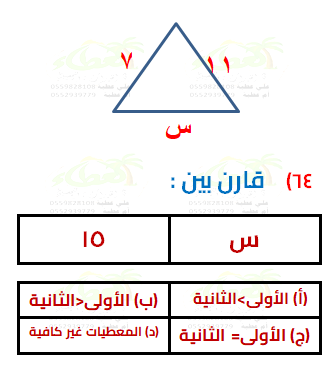 ٧ ١١
س
٦٤) قارن بين :
س ١٥
(أ) الأولى>الثانية (ب) الأولى<الثانية
(ج) الأولى= الثانية (د) المعطيات غير كافية